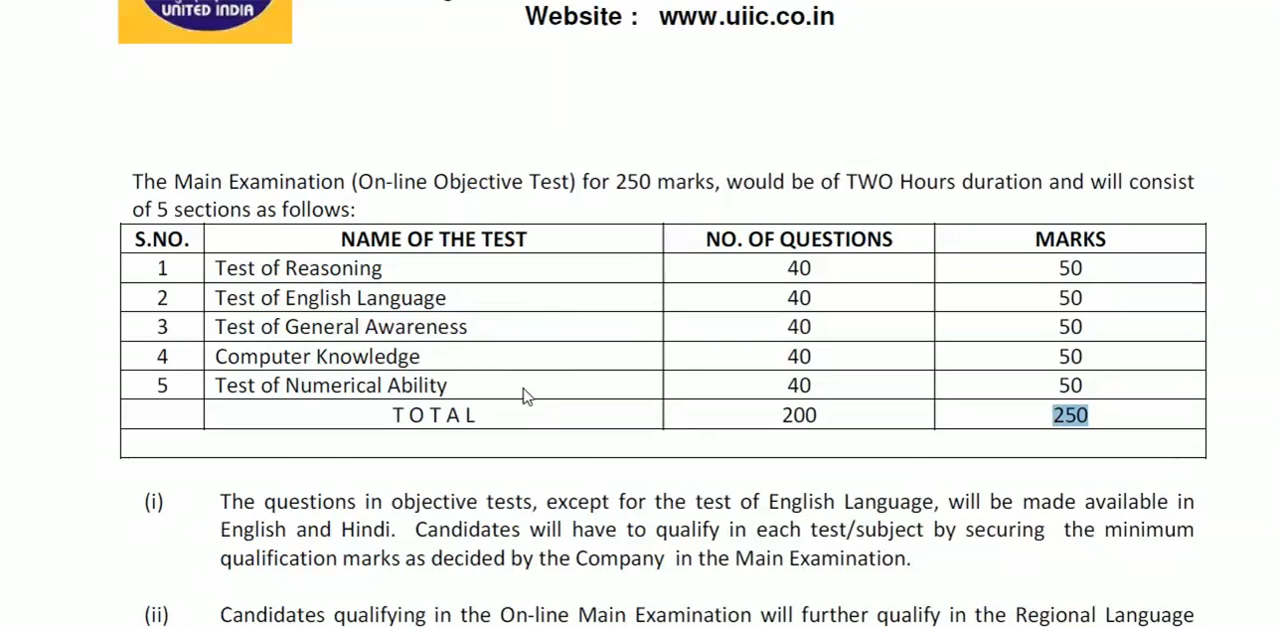 UNITED INDIA
Website : www.uiic.co.in
The Main Examination (On-line Objective Test) for 250 marks, would be of TWO Hours duration and will consist
of 5 sections as follows:
S.NO. NAME OF THE TEST NO. OF QUESTIONS MARKS
1 Test of Reasoning 40 50
2 Test of English Language 40 50
3 Test of General Awareness 40 50
4 Computer Knowledge 40 50
5 Test of Numerical Ability 40 50
T O T A L 200 250
(i) The questions in objective tests, except for the test of English Language, will be made available in
English and Hindi. Candidates will have to qualify in each test/subject by securing the minimum
qualification marks as decided by the Company in the Main Examination.
(ii) Candidates qualifying in the On-line Main Examination will further qualify in the Regional Language